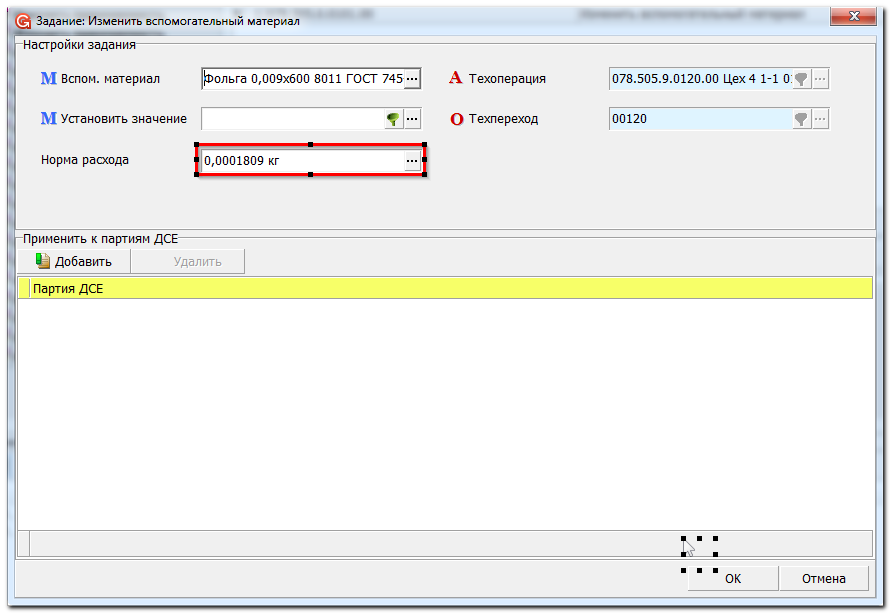 Задание: Изменить вспомогательный материал
Настройки задания
М Вспом. материал
Фольга 0,009х600 8011 ГОСТ 745
А Техоперация
078.505.9.0120.00 Цех 4 1-1 0
М Установить значение
О Техпереход
00120
Норма расхода
0,0001809 кг
Применить к партиям ДСЕ
Добавить
Удалить
Партия ДСЕ
OK
Отмена